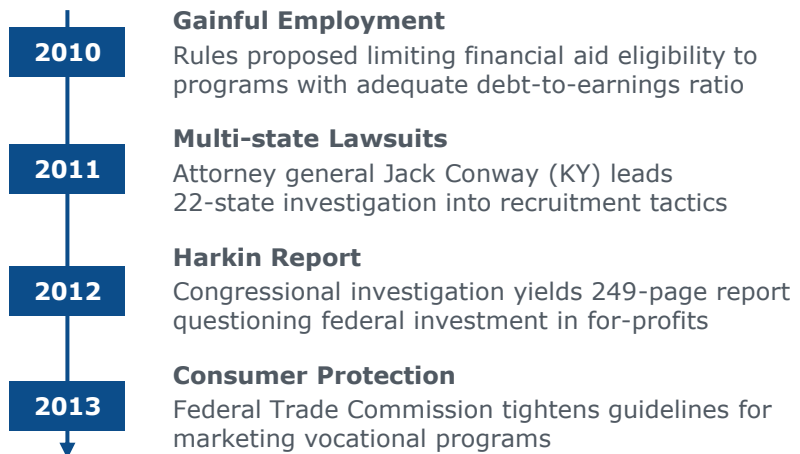 Gainful Employment
2010
Rules proposed limiting financial aid eligibility to
programs with adequate debt-to-earnings ratio
Multi-state Lawsuits
2011
Attorney general Jack Conway (KY) leads
22-state investigation into recruitment tactics
Harkin Report
2012
Congressional investigation yields 249-page report
questioning federal investment in for-profits
Consumer Protection
2013
Federal Trade Commission tightens guidelines for
marketing vocational programs